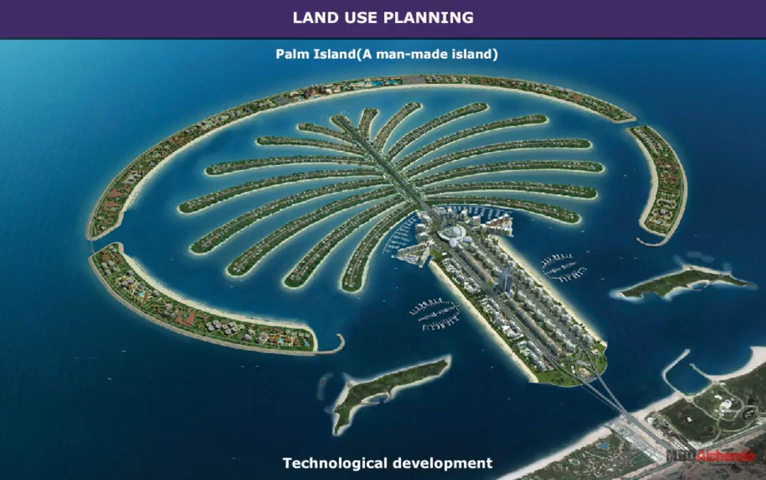 LAND USE PLANNING
Palm Island(A man-made island)
Technological development